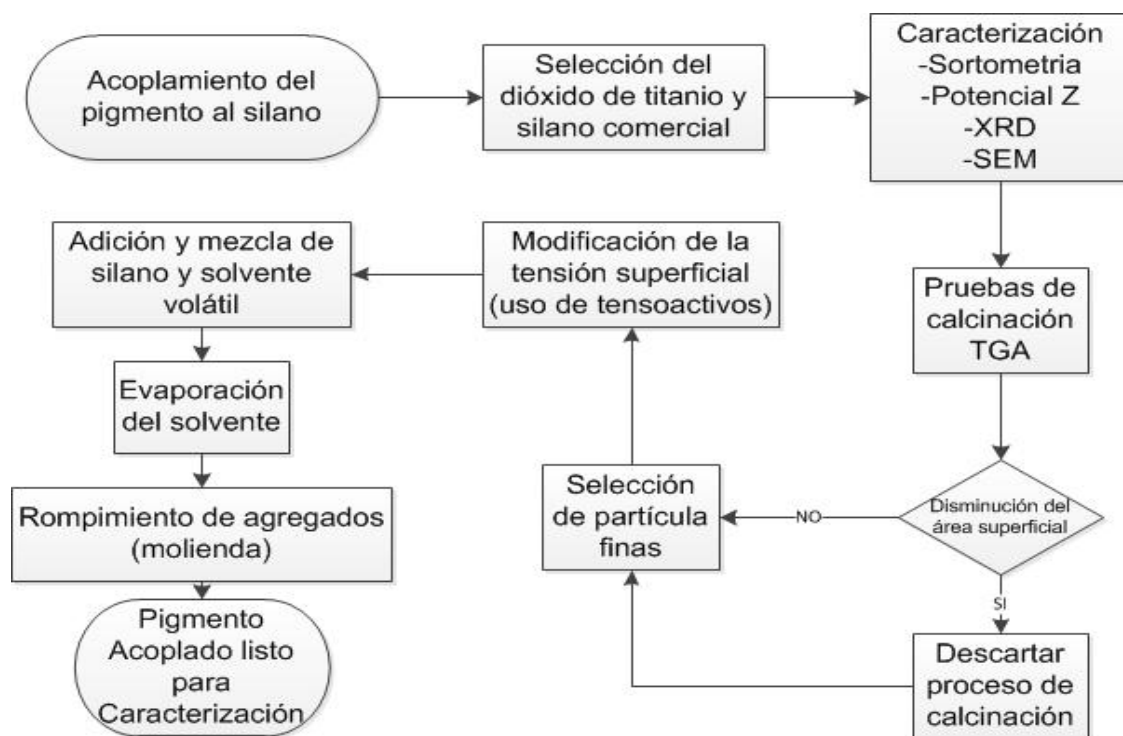 Acoplamiento del
pigmento al silano
Selección del
dióxido de titanio y
silano comercial
Caracterización
-Sortometria
-Potencial Z
-XRD
-SEM
Pruebas de
calcinación
TGA
Disminución del
área superficial
NO
SI
Descartar
proceso de
calcinación
Selección
de partícula
finas
Modificación de la
tensión superficial
(uso de tensoactivos)
Adición y mezcla de
silano y solvente
volátil
Evaporación
del solvente
Rompimiento de agregados
(molienda)
Pigmento
Acoplado listo
para
Caracterización